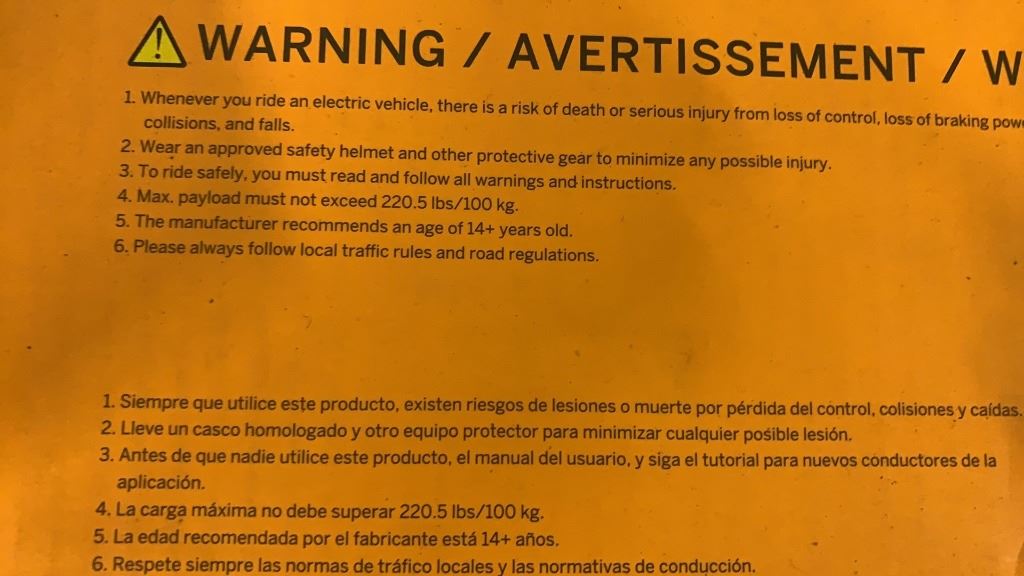 WARNING / AVERTISSEMENT / W
1. Whenever you ride an electric vehicle, there is a risk of death or serious injury from loss of control, loss of braking
collisions, and falls.
2. Wear an approved safety helmet and other protective gear to minimize any possible injury.
3. To ride safely, you must read and follow all warnings and instructions.
4. Max. payload must not exceed 220.5 lbs/100 kg.
5. The manufacturer recommends an age of 14+ years old.
6. Please always follow local traffic rules and road regulations.
1. Siempre que utilice este producto, existen riesgos de lesiones o muerte por pérdida del control, colisiones y caídas.
2. Lleve un casco homologado y otro equipo protector para minimizar cualquier posible lesión.
3. Antes de que nadie utilice este producto, el manual del usuario, y siga el tutorial para nuevos conductores de la
aplicación.
4. La carga máxima no debe superar 220.5 lbs/100 kg.
5. La edad recomendada por el fabricante está 14+ años.
6. Respete siempre las normas de tráfico locales y las normativas de conducción.